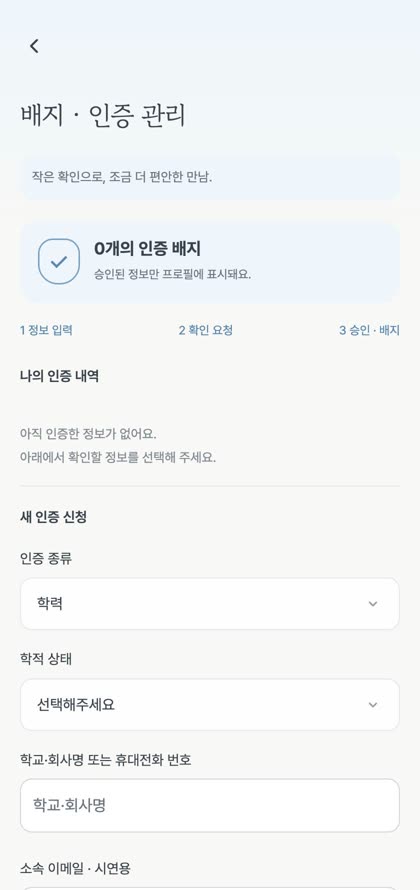 배지 · 인증 관리
작은 확인으로, 조금 더 편안한 만남.
0개의 인증 배지
승인된 정보만 프로필에 표시돼요.
1 정보 입력 2 확인 요청 3 승인 · 배지
나의 인증 내역
아직 인증한 정보가 없어요.
아래에서 확인할 정보를 선택해 주세요.
새 인증 신청
인증 종류
학력
학적 상태
선택해주세요
학교·회사명 또는 휴대전화 번호
학교·회사명
소속 이메일 · 시연용